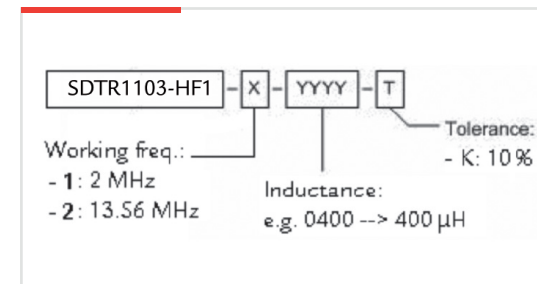 SDTR1103-HF1 - X - YYYY - T
Tolerance:
- K: 10%
Working freq.:
- 1: 2 MHz
- 2: 13.56 MHz
Inductance:
e.g. 0400 --> 400 µH